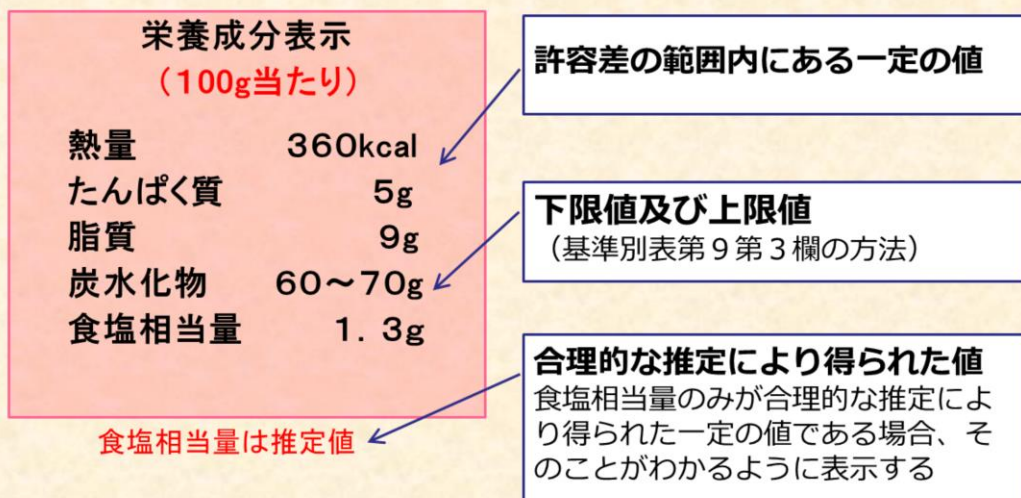 栄養成分表示
（100g当たり）
熱量 360kcal
たんぱく質 5g
脂質 9g
炭水化物 60～70g
食塩相当量 1．3g
食塩相当量は推定値
許容差の範囲内にある一定の値
下限値及び上限値
（基準別表第９第３欄の方法）
合理的な推定により得られた値
食塩相当量のみが合理的な推定によ
り得られた一定の値である場合、そ
のことがわかるように表示する